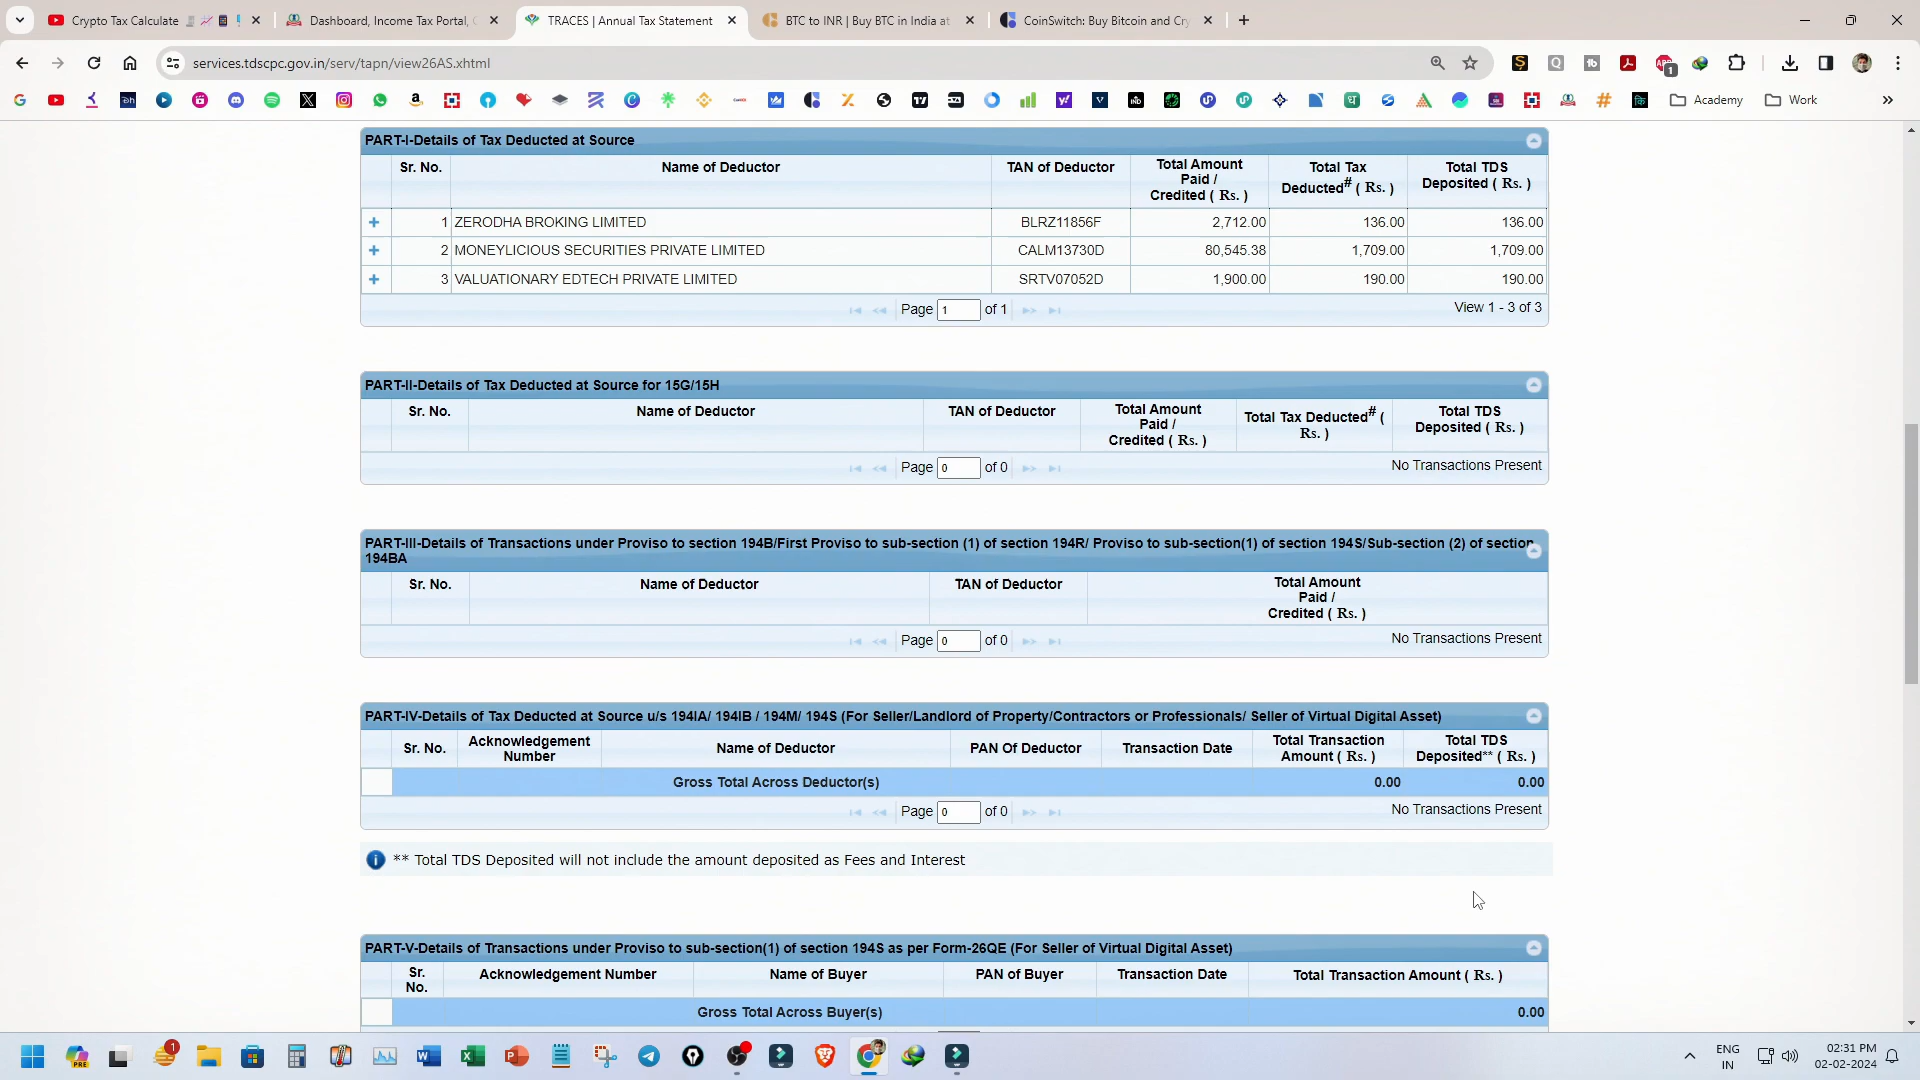 Crypto Tax Calculate
Dashboard, Income Tax Portal, G
TRACES | Annual Tax Statement
BTC to INR | Buy BTC in India at
CoinSwitch: Buy Bitcoin and Cry
services.tdscpc.gov.in/serv/tapn/view26AS.xhtml
Academy
Work
PART-I-Details of Tax Deducted at Source
Sr. No. Name of Deductor TAN of Deductor Total Amount Paid / Credited ( Rs. ) Total Tax Deducted# ( Rs. ) Total TDS Deposited ( Rs. )
1 ZERODHA BROKING LIMITED BLRZ11856F 2,712.00 136.00 136.00
2 MONEYLICIOUS SECURITIES PRIVATE LIMITED CALM13730D 80,545.38 1,709.00 1,709.00
3 VALUATIONARY EDTECH PRIVATE LIMITED SRTV07052D 1,900.00 190.00 190.00
Page 1 of 1 View 1 - 3 of 3
PART-II-Details of Tax Deducted at Source for 15G/15H
Sr. No. Name of Deductor TAN of Deductor Total Amount Paid / Credited ( Rs. ) Total Tax Deducted# ( Rs. ) Total TDS Deposited ( Rs. )
Page 0 of 0 No Transactions Present
PART-III-Details of Transactions under Proviso to section 194B/First Proviso to sub-section (1) of section 194R/ Proviso to sub-section(1) of section 194S/Sub-section (2) of section
194BA
Sr. No. Name of Deductor TAN of Deductor Total Amount Paid / Credited ( Rs. )
Page 0 of 0 No Transactions Present
PART-IV-Details of Tax Deducted at Source u/s 194IA/ 194IB / 194M/ 194S (For Seller/Landlord of Property/Contractors or Professionals/ Seller of Virtual Digital Asset)
Sr. No. Acknowledgement Number Name of Deductor PAN Of Deductor Transaction Date Total Transaction Amount ( Rs. ) Total TDS Deposited** ( Rs. )
Gross Total Across Deductor(s) 0.00 0.00
Page 0 of 0 No Transactions Present
** Total TDS Deposited will not include the amount deposited as Fees and Interest
PART-V-Details of Transactions under Proviso to sub-section(1) of section 194S as per Form-26QE (For Seller of Virtual Digital Asset)
Sr. No. Acknowledgement Number Name of Buyer PAN of Buyer Transaction Date Total Transaction Amount ( Rs. )
Gross Total Across Buyer(s) 0.00
ENG
IN
02:31 PM
02-02-2024